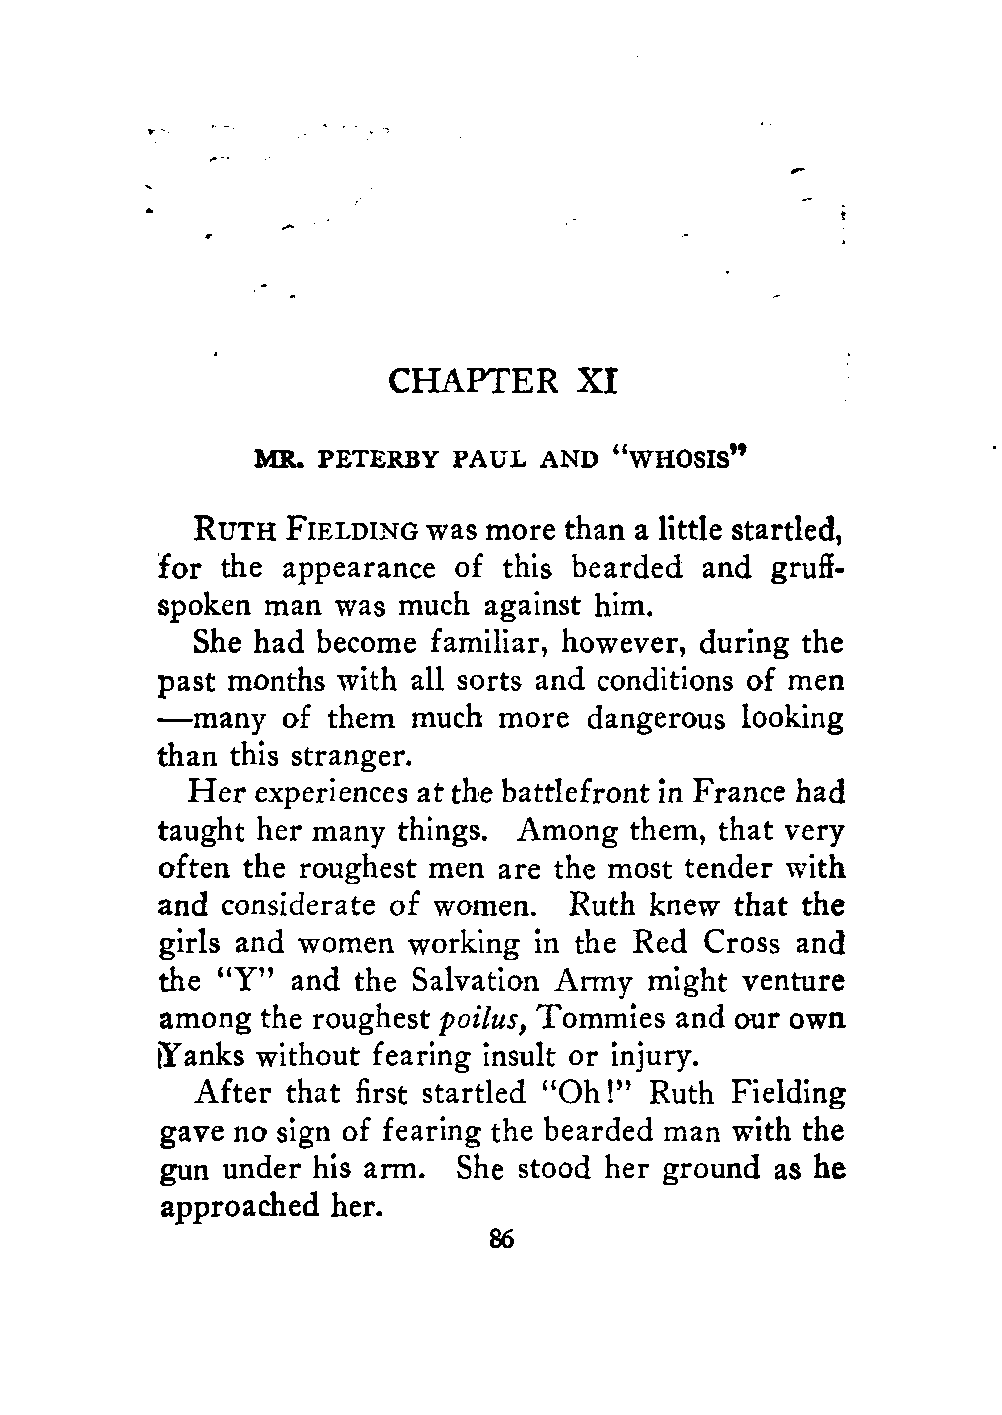 CHAPTER XI
MR. PETERBY PAUL AND "WHOSIS"
RUTH FIELDING was more than a little startled,
for the appearance of this bearded and gruff-
spoken man was much against him.
She had become familiar, however, during the
past months with all sorts and conditions of men
—many of them much more dangerous looking
than this stranger.
Her experiences at the battlefront in France had
taught her many things. Among them, that very
often the roughest men are the most tender with
and considerate of women. Ruth knew that the
girls and women working in the Red Cross and
the "Y" and the Salvation Army might venture
among the roughest poilus, Tommies and our own
Yanks without fearing insult or injury.
After that first startled "Oh!" Ruth Fielding
gave no sign of fearing the bearded man with the
gun under his arm. She stood her ground as he
approached her.
86